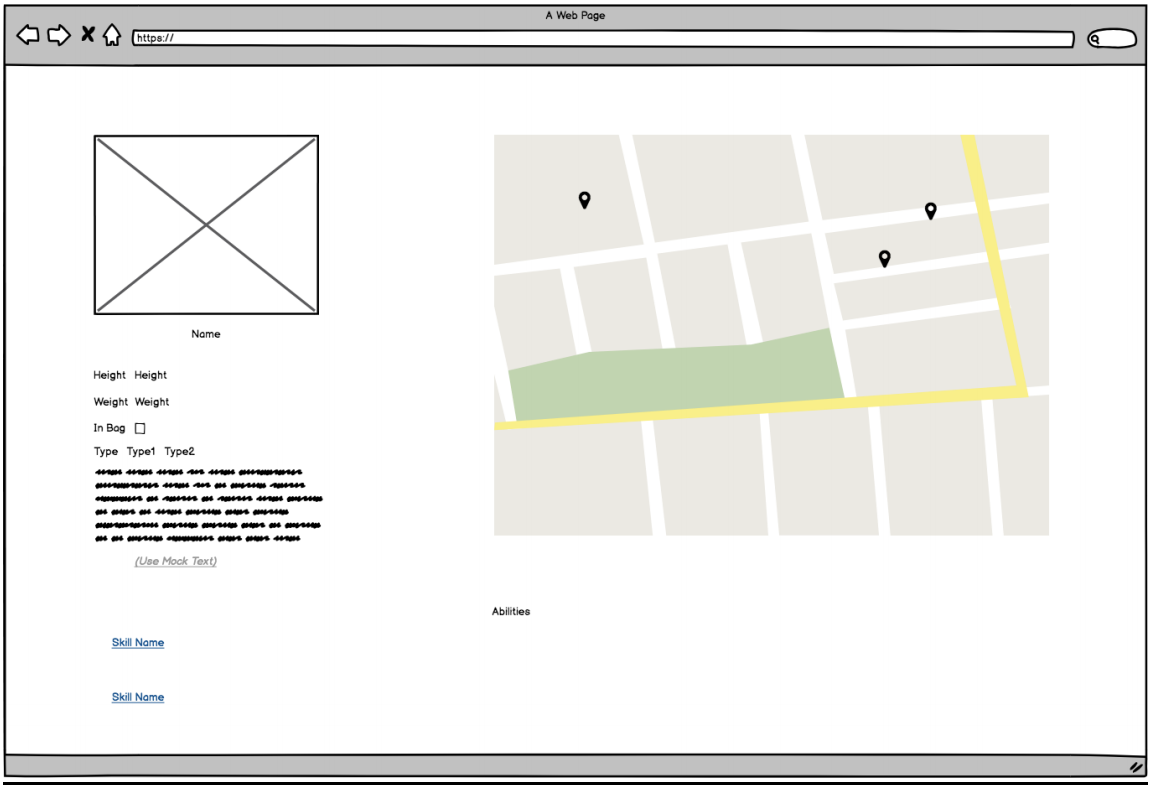 A Web Page
https://
Name
Height Height
Weight Weight
In Bag
Type Type1 Type2
(Use Mock Text)
Abilities
Skill Name
Skill Name